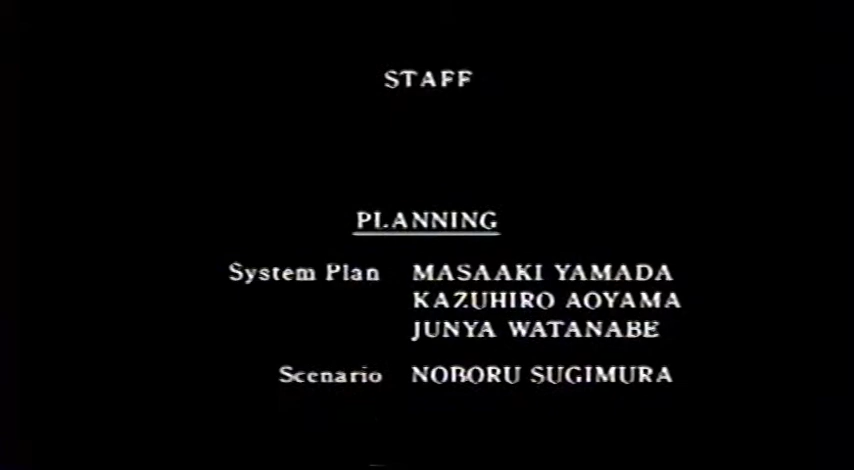 STAFF
PLANNING
System Plan MASAAKI YAMADA
KAZUHIRO AOYAMA
JUNYA WATANABE
Scenario NOBORU SUGIMURA